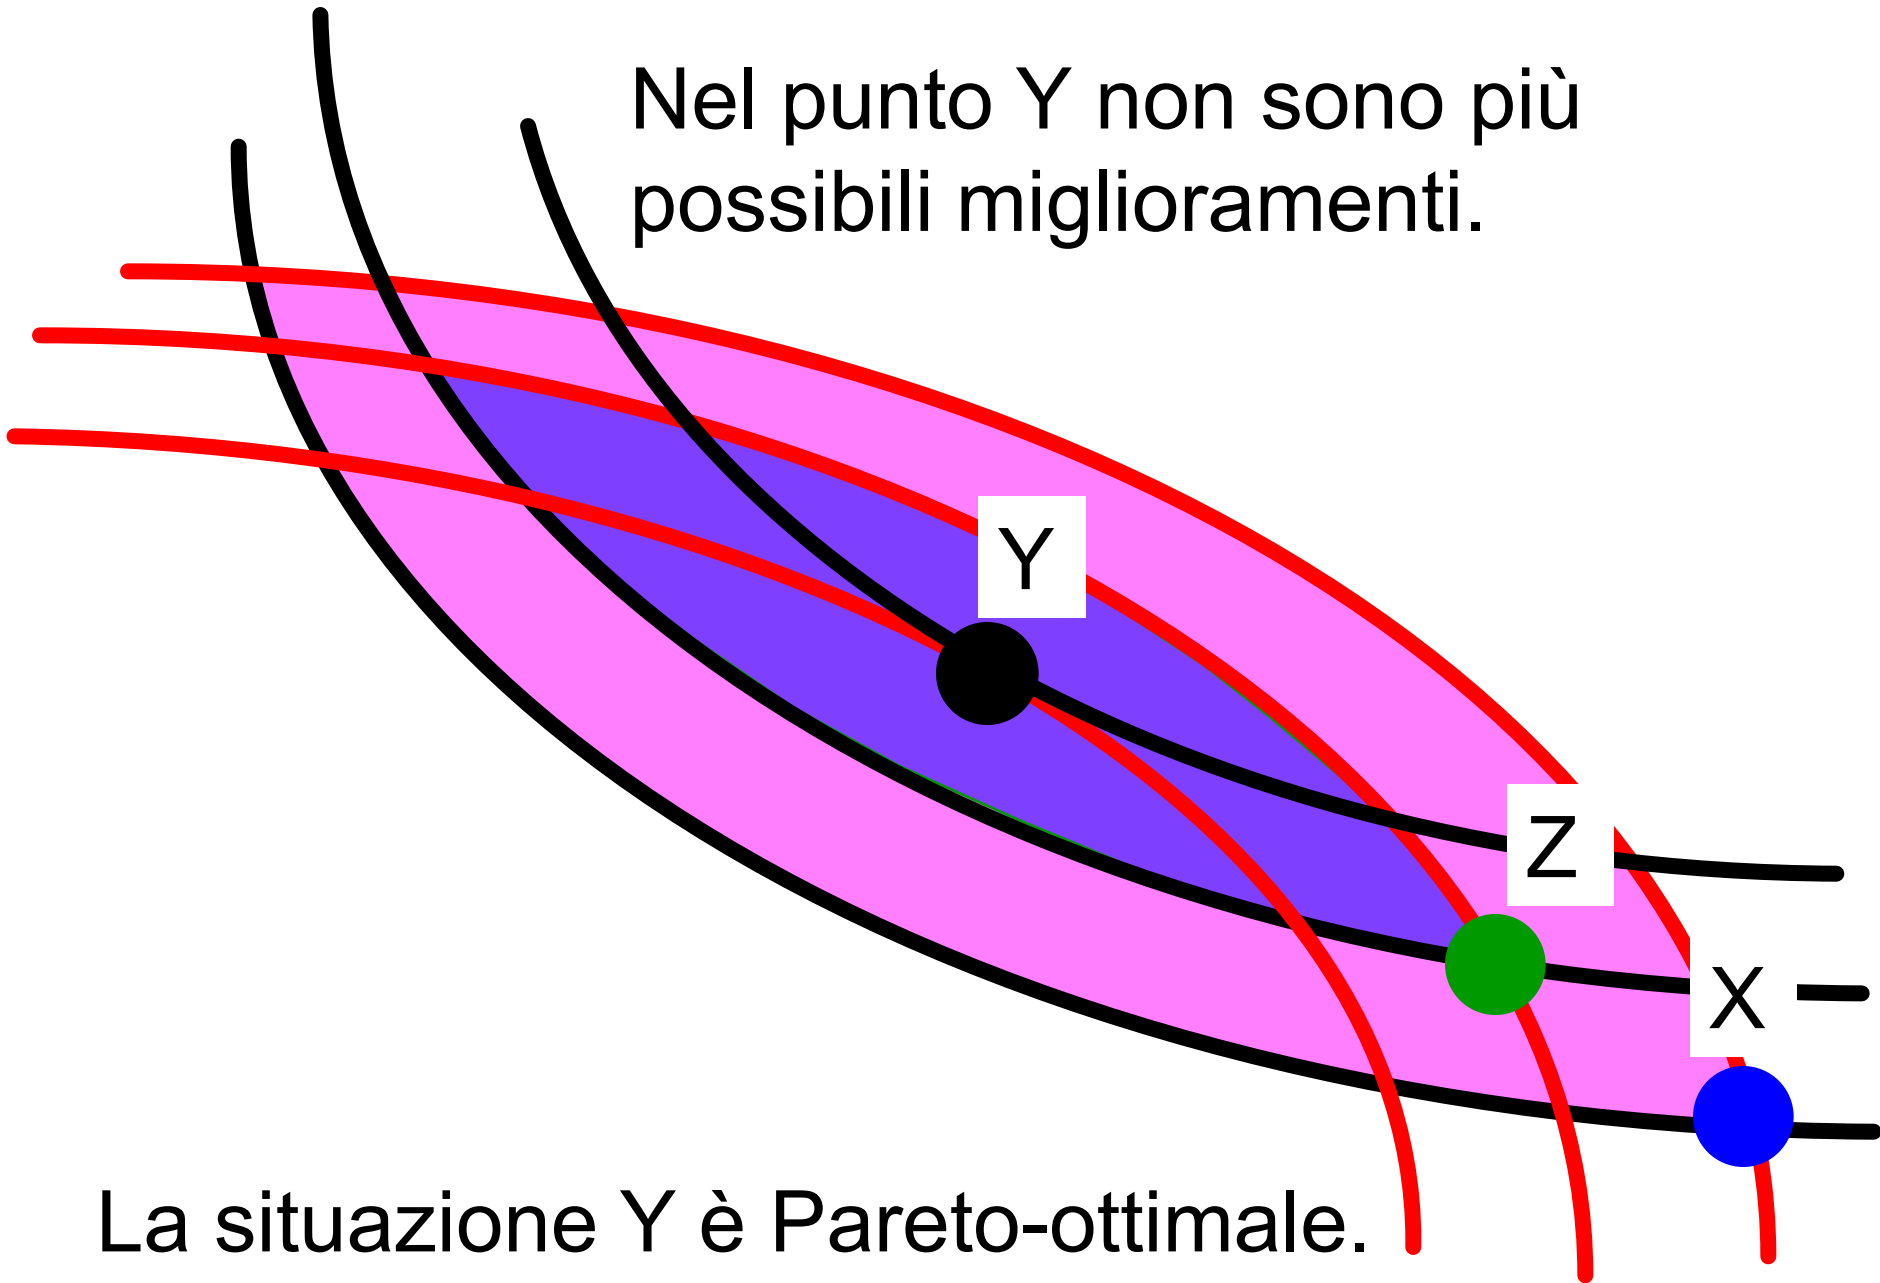 Nel punto Y non sono più
possibili miglioramenti.
Y
Z
X
La situazione Y è Pareto-ottimale.